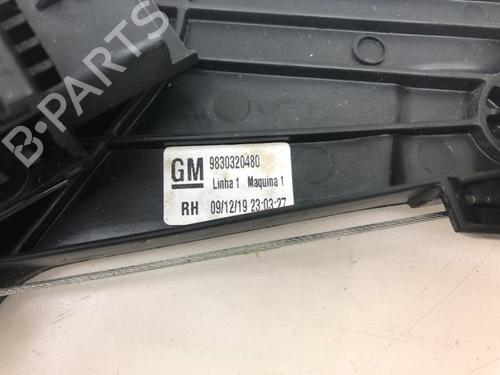 B-PARTS
GM 9830320480
Linha 1 Maquina 1
RH 09/12/19 23:03:27